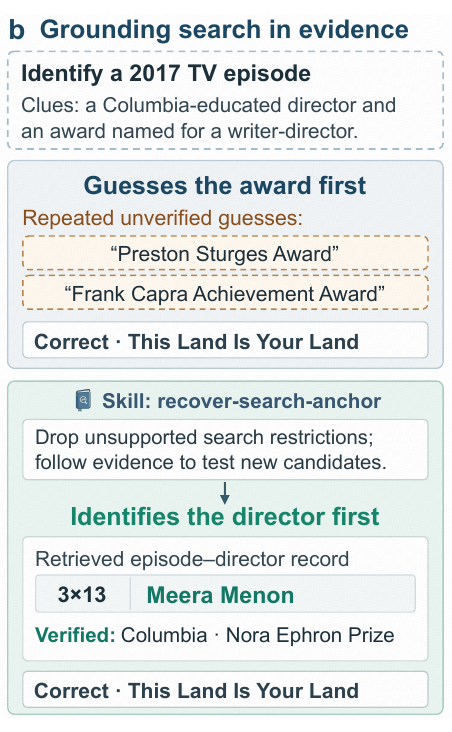 b Grounding search in evidence
Identify a 2017 TV episode
Clues: a Columbia-educated director and
an award named for a writer-director.
Guesses the award first
Repeated unverified guesses:
“Preston Sturges Award”
“Frank Capra Achievement Award”
Correct · This Land Is Your Land
Skill: recover-search-anchor
Drop unsupported search restrictions;
follow evidence to test new candidates.
Identifies the director first
Retrieved episode–director record
3×13 Meera Menon
Verified: Columbia · Nora Ephron Prize
Correct · This Land Is Your Land